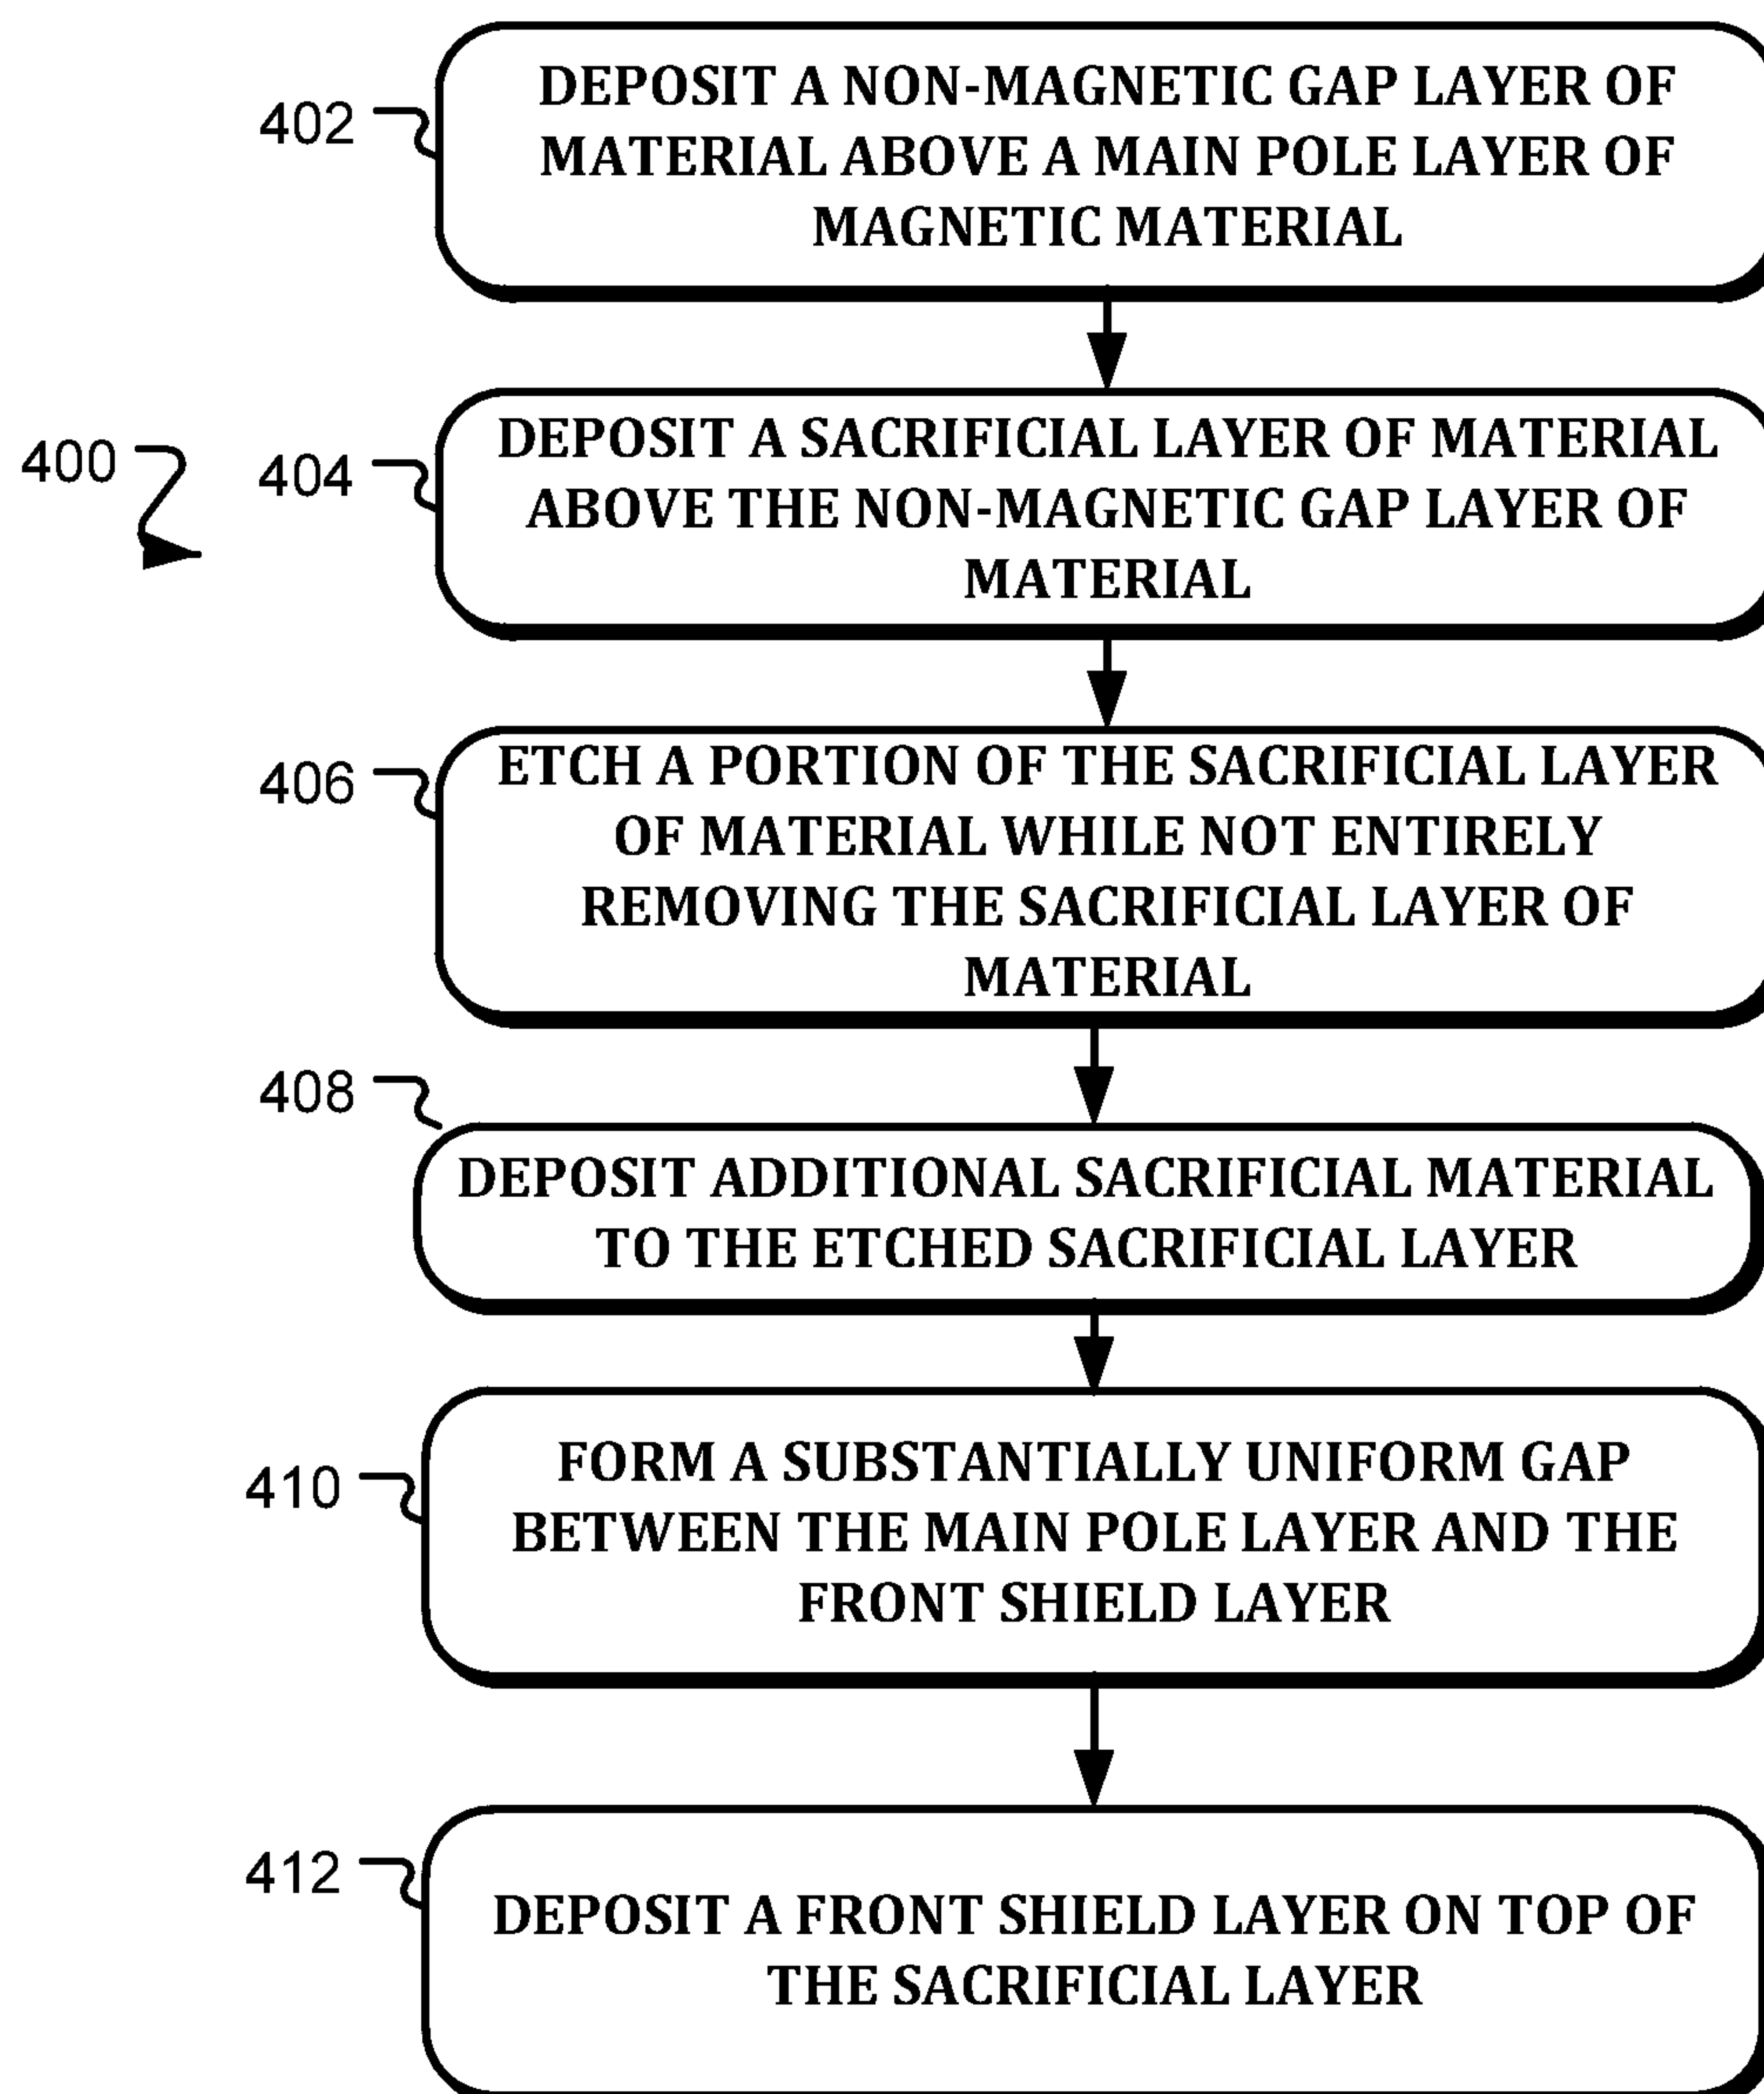 402
DEPOSIT A NON-MAGNETIC GAP LAYER OF
MATERIAL ABOVE A MAIN POLE LAYER OF
MAGNETIC MATERIAL
400
404
DEPOSIT A SACRIFICIAL LAYER OF MATERIAL
ABOVE THE NON-MAGNETIC GAP LAYER OF
MATERIAL
406
ETCH A PORTION OF THE SACRIFICIAL LAYER
OF MATERIAL WHILE NOT ENTIRELY
REMOVING THE SACRIFICIAL LAYER OF
MATERIAL
408
DEPOSIT ADDITIONAL SACRIFICIAL MATERIAL
TO THE ETCHED SACRIFICIAL LAYER
410
FORM A SUBSTANTIALLY UNIFORM GAP
BETWEEN THE MAIN POLE LAYER AND THE
FRONT SHIELD LAYER
412
DEPOSIT A FRONT SHIELD LAYER ON TOP OF
THE SACRIFICIAL LAYER